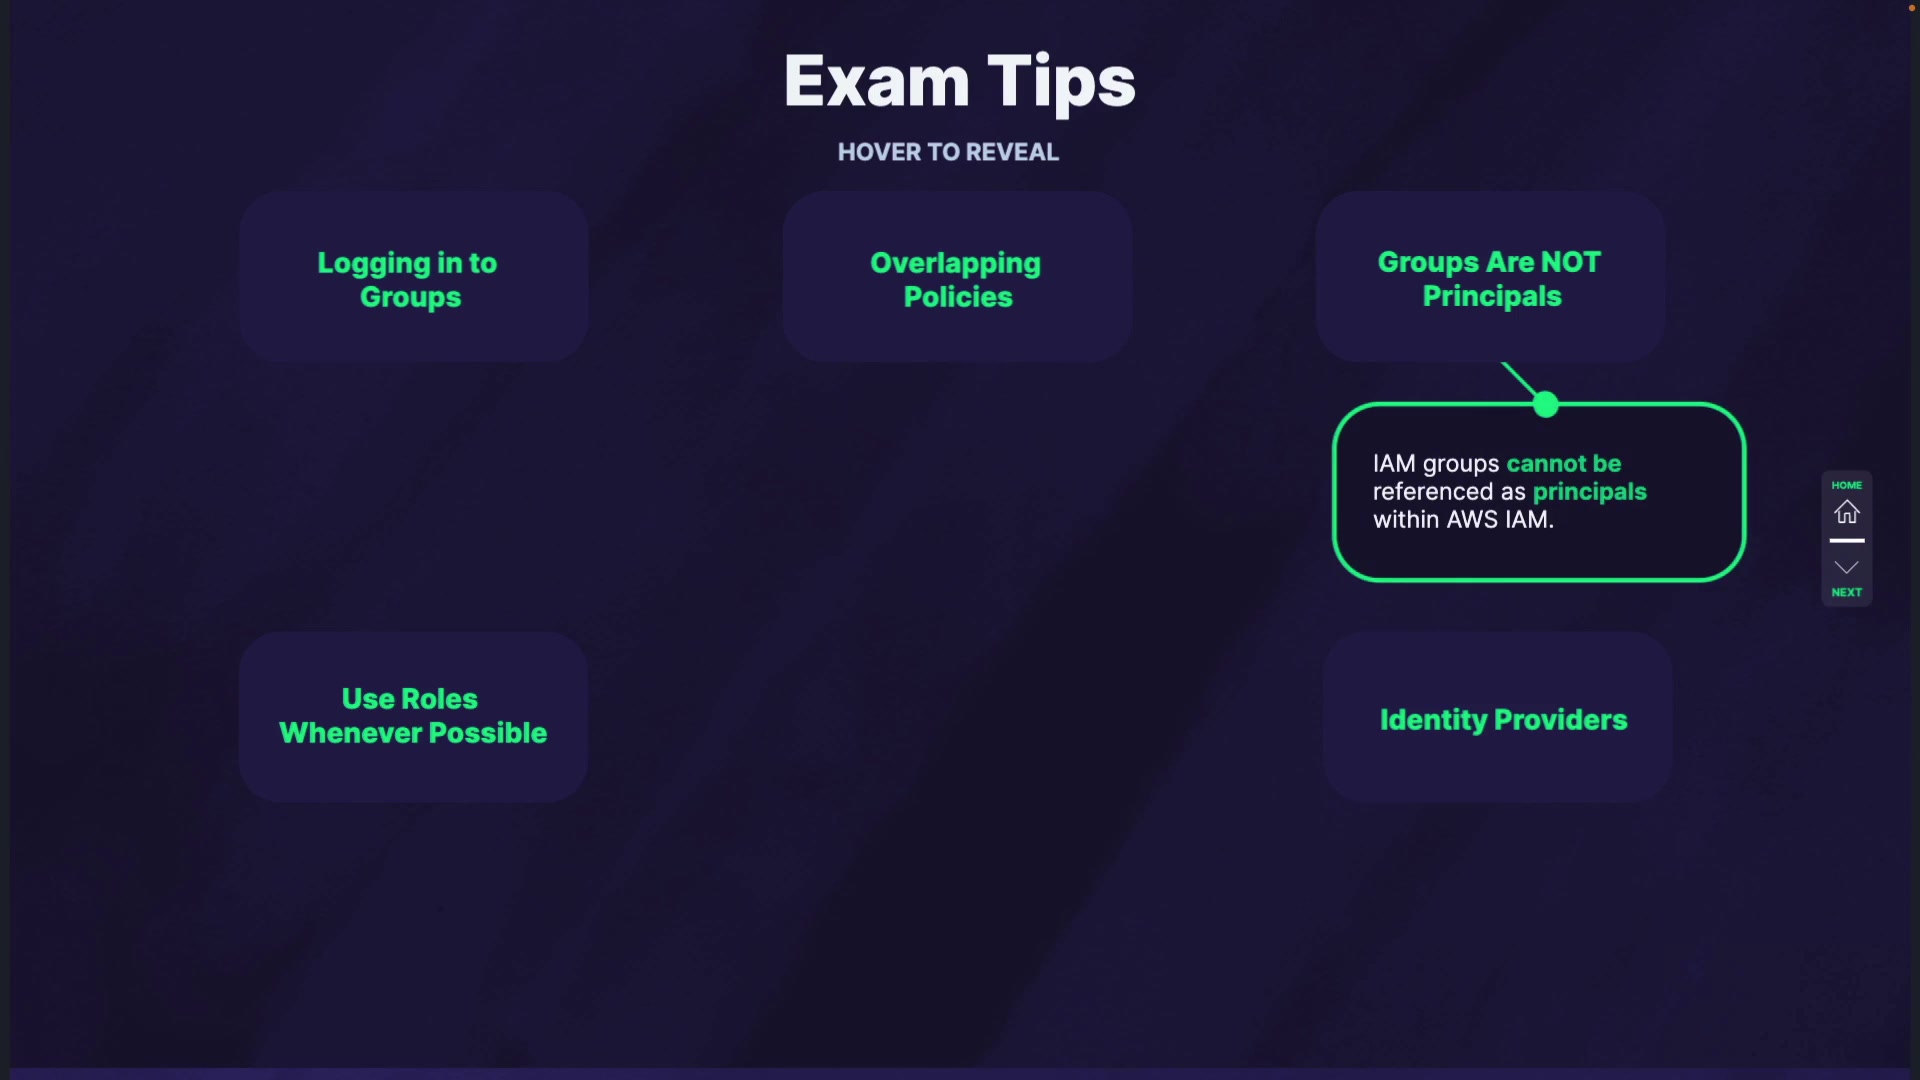 Exam Tips
HOVER TO REVEAL
Logging in to
Groups
Overlapping
Policies
Groups Are NOT
Principals
IAM groups cannot be
referenced as principals
within AWS IAM.
HOME
NEXT
Use Roles
Whenever Possible
Identity Providers